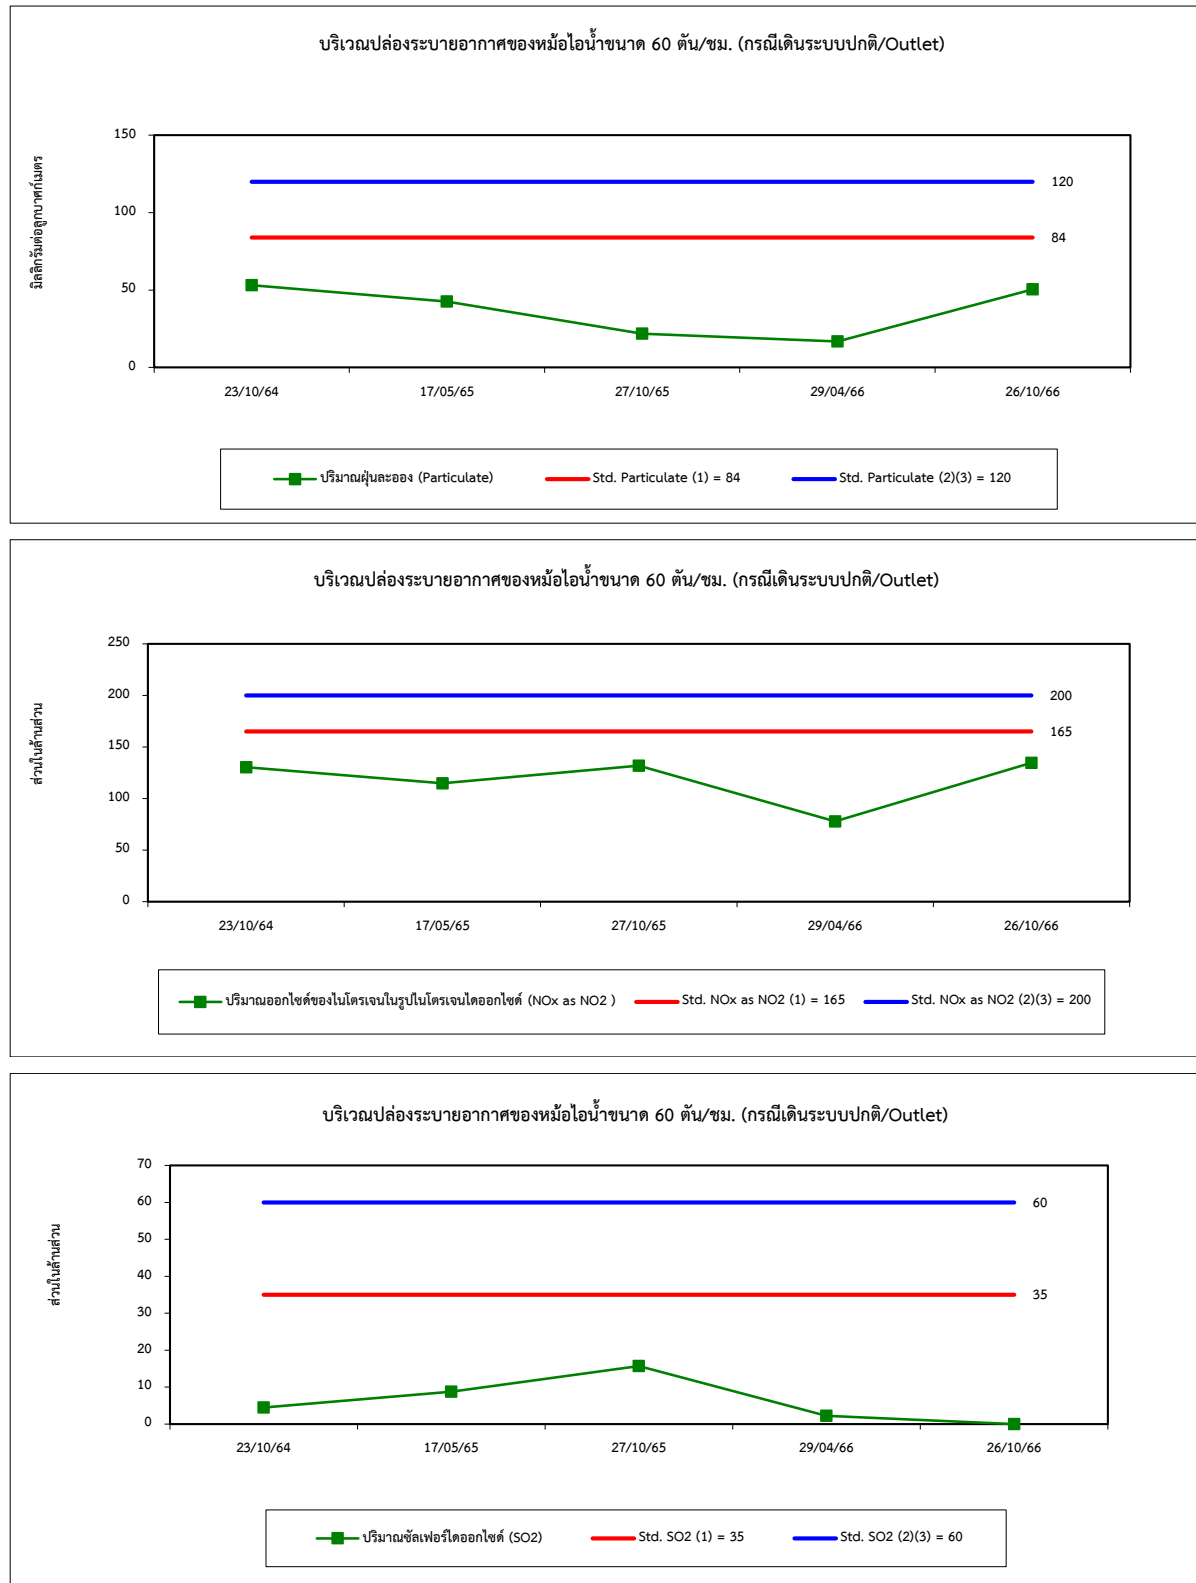 บริเวณปล่องระบายอากาศของหม้อไอน้ำขนาด 60 ตัน/ชม. (กรณีเดินระบบปกติ/Outlet)
มิลลิกรัมต่อลูกบาศก์เมตร
150
100
50
0
120
84
23/10/64 17/05/65 27/10/65 29/04/66 26/10/66
ปริมาณฝุ่นละออง (Particulate) Std. Particulate (1) = 84 Std. Particulate (2)(3) = 120
บริเวณปล่องระบายอากาศของหม้อไอน้ำขนาด 60 ตัน/ชม. (กรณีเดินระบบปกติ/Outlet)
ส่วนในล้านส่วน
250
200
150
100
50
0
200
165
23/10/64 17/05/65 27/10/65 29/04/66 26/10/66
ปริมาณออกไซด์ของไนโตรเจนในรูปไนโตรเจนไดออกไซด์ (NOx as NO2 ) Std. NOx as NO2 (1) = 165 Std. NOx as NO2 (2)(3) = 200
บริเวณปล่องระบายอากาศของหม้อไอน้ำขนาด 60 ตัน/ชม. (กรณีเดินระบบปกติ/Outlet)
ส่วนในล้านส่วน
70
60
50
40
30
20
10
0
60
35
23/10/64 17/05/65 27/10/65 29/04/66 26/10/66
ปริมาณซัลเฟอร์ไดออกไซด์ (SO2) Std. SO2 (1) = 35 Std. SO2 (2)(3) = 60